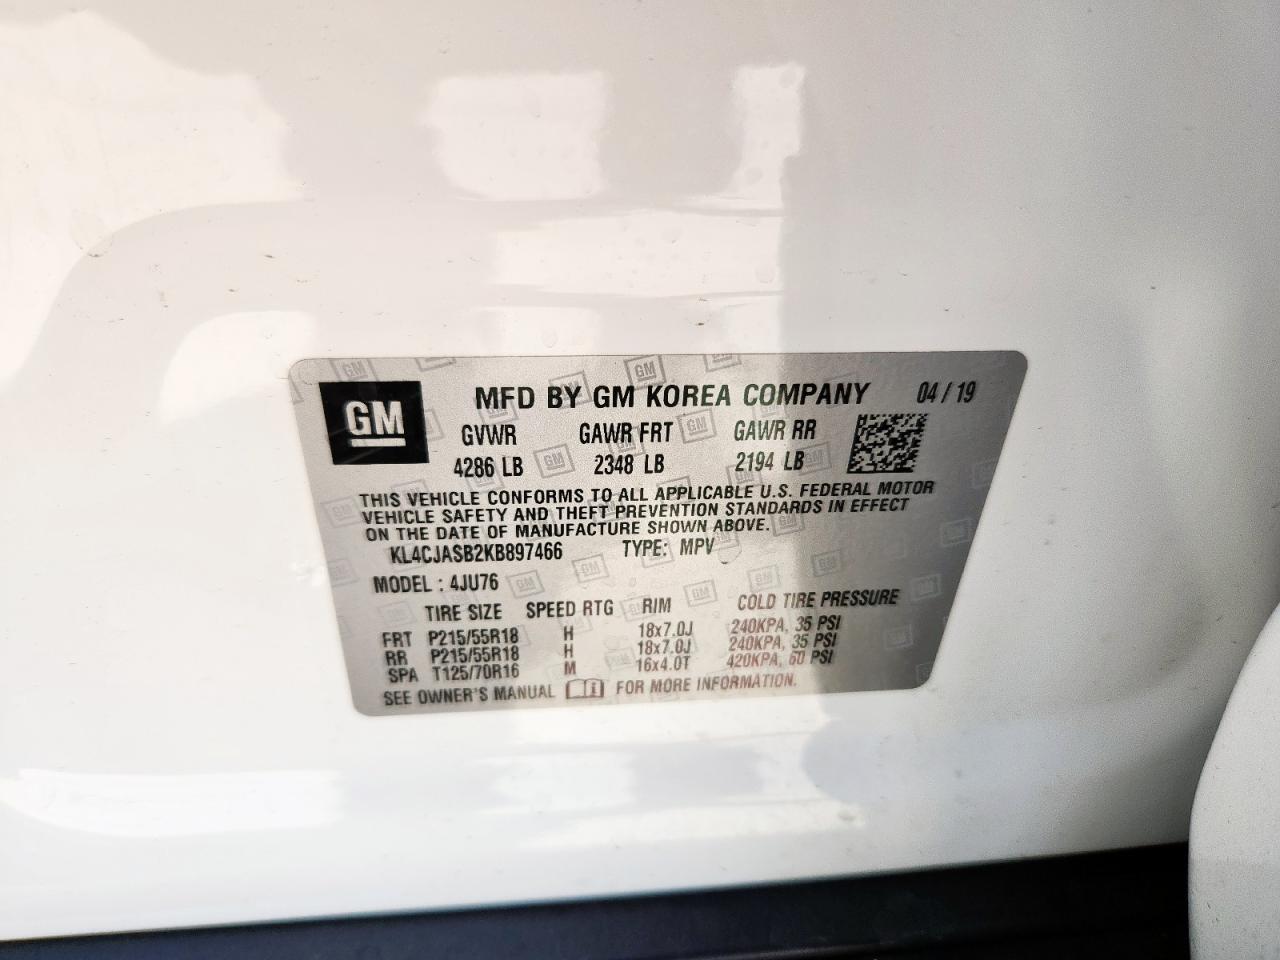 GM
MFD BY GM KOREA COMPANY 04 / 19
GVWR GAWR FRT GAWR RR
4286 LB 2348 LB 2194 LB
THIS VEHICLE CONFORMS TO ALL APPLICABLE U.S. FEDERAL MOTOR
VEHICLE SAFETY AND THEFT PREVENTION STANDARDS IN EFFECT
ON THE DATE OF MANUFACTURE SHOWN ABOVE.
KL4CJASB2KB897466 TYPE: MPV
MODEL : 4JU76
TIRE SIZE SPEED RTG RIM COLD TIRE PRESSURE
FRT P215/55R18 H 18x7.0J 240KPA, 35 PSI
RR P215/55R18 H 18x7.0J 240KPA, 35 PSI
SPA T125/70R16 M 16x4.0T 420KPA, 60 PSI
SEE OWNER'S MANUAL FOR MORE INFORMATION.